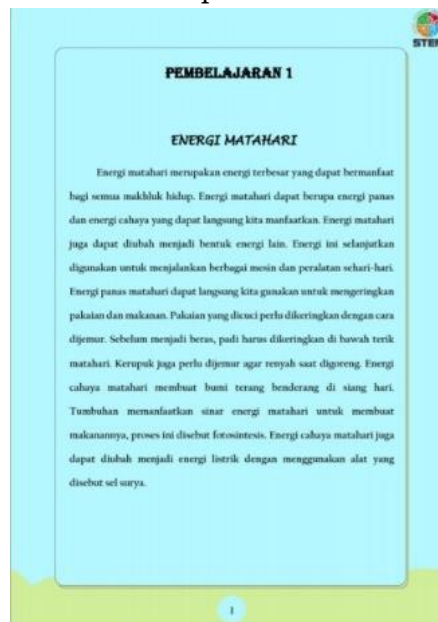 STEM
PEMBELAJARAN 1
ENERGI MATAHARI
Energi matahari merupakan energi terbesar yang dapat bermanfaat
bagi semua makhluk hidup. Energi matahari dapat berupa energi panas
dan energi cahaya yang dapat langsung kita manfaatkan. Energi matahari
juga dapat diubah menjadi bentuk energi lain. Energi ini selanjutkan
digunakan untuk menjalankan berbagai mesin dan peralatan sehari-hari.
Energi panas matahari dapat langsung kita gunakan untuk mengeringkan
pakaian dan makanan. Pakaian yang dicuci perlu dikeringkan dengan cara
dijemur. Sebelum menjadi beras, padi harus dikeringkan di bawah terik
matahari. Kerupuk juga perlu dijemur agar renyah saat digoreng. Energi
cahaya matahari membuat bumi terang benderang di siang hari.
Tumbuhan memanfaatkan sinar energi matahari untuk membuat
makanannya, proses ini disebut fotosintesis. Energi cahaya matahari juga
dapat diubah menjadi energi listrik dengan menggunakan alat yang
disebut sel surya.
1